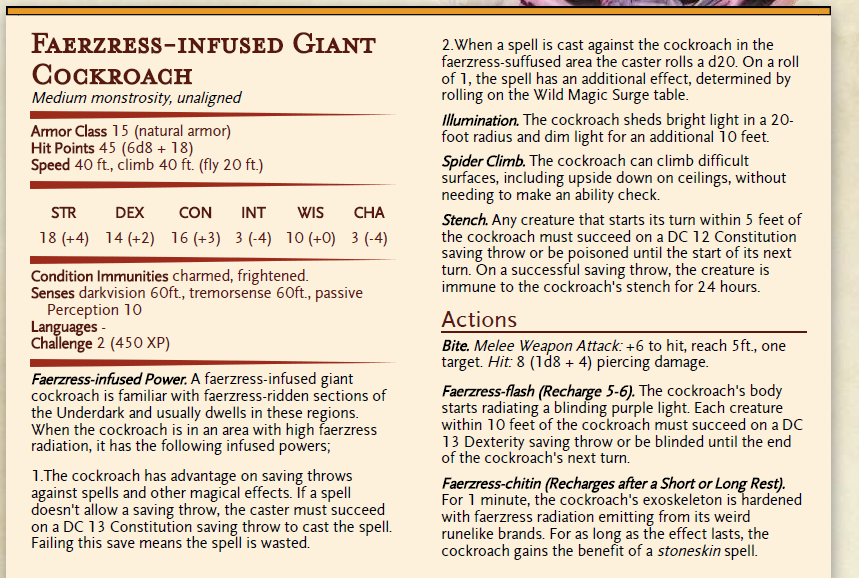 Faerzress-infused Giant
Cockroach
Medium monstrosity, unaligned
Armor Class 15 (natural armor)
Hit Points 45 (6d8 + 18)
Speed 40 ft., climb 40 ft. (fly 20 ft.)
STR DEX CON INT WIS CHA
18 (+4) 14 (+2) 16 (+3) 3 (-4) 10 (+0) 3 (-4)
Condition Immunities charmed, frightened.
Senses darkvision 60ft., tremorsense 60ft., passive
Perception 10
Languages -
Challenge 2 (450 XP)
Faerzress-infused Power. A faerzress-infused giant
cockroach is familiar with faerzress-ridden sections of
the Underdark and usually dwells in these regions.
When the cockroach is in an area with high faerzress
radiation, it has the following infused powers;
1.The cockroach has advantage on saving throws
against spells and other magical effects. If a spell
doesn't allow a saving throw, the caster must succeed
on a DC 13 Constitution saving throw to cast the spell.
Failing this save means the spell is wasted.
2.When a spell is cast against the cockroach in the
faerzress-suffused area the caster rolls a d20. On a roll
of 1, the spell has an additional effect, determined by
rolling on the Wild Magic Surge table.
Illumination. The cockroach sheds bright light in a 20-
foot radius and dim light for an additional 10 feet.
Spider Climb. The cockroach can climb difficult
surfaces, including upside down on ceilings, without
needing to make an ability check.
Stench. Any creature that starts its turn within 5 feet of
the cockroach must succeed on a DC 12 Constitution
saving throw or be poisoned until the start of its next
turn. On a successful saving throw, the creature is
immune to the cockroach's stench for 24 hours.
Actions
Bite. Melee Weapon Attack: +6 to hit, reach 5ft., one
target. Hit: 8 (1d8 + 4) piercing damage.
Faerzress-flash (Recharge 5-6). The cockroach's body
starts radiating a blinding purple light. Each creature
within 10 feet of the cockroach must succeed on a DC
13 Dexterity saving throw or be blinded until the end
of the cockroach's next turn.
Faerzress-chitin (Recharges after a Short or Long Rest).
For 1 minute, the cockroach's exoskeleton is hardened
with faerzress radiation emitting from its weird
runelike brands. For as long as the effect lasts, the
cockroach gains the benefit of a stoneskin spell.